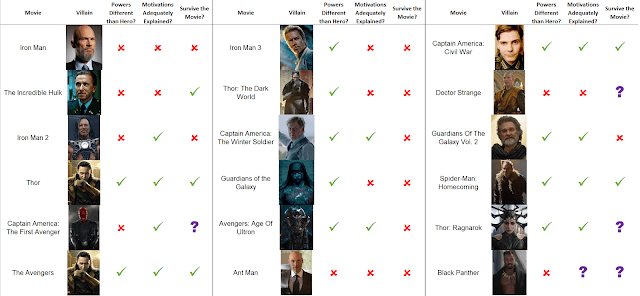 Movie Villain Powers Different than Hero? Motivations Adequately Explained? Survive the Movie?
Iron Man
The Incredible Hulk
Iron Man 2
Thor
Captain America:
The First Avenger
?
The Avengers
Movie Villain Powers Different than Hero? Motivations Adequately Explained? Survive the Movie?
Iron Man 3
Thor: The Dark
World
Captain America:
The Winter Soldier
Guardians of the
Galaxy
Avengers: Age Of
Ultron
Ant Man
Movie Villain Powers Different than Hero? Motivations Adequately Explained? Survive the Movie?
Captain America:
Civil War
Doctor Strange ?
Guardians Of The
Galaxy Vol. 2
Spider-Man:
Homecoming
Thor: Ragnarok ?
Black Panther ? ?